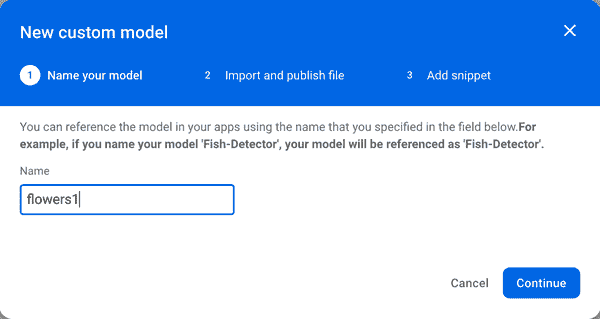 New custom model
1 Name your model 2 Import and publish file 3 Add snippet
You can reference the model in your apps using the name that you specified in the field below.For
example, if you name your model 'Fish-Detector', your model will be referenced as 'Fish-Detector'.
Name
flowers1
Cancel Continue